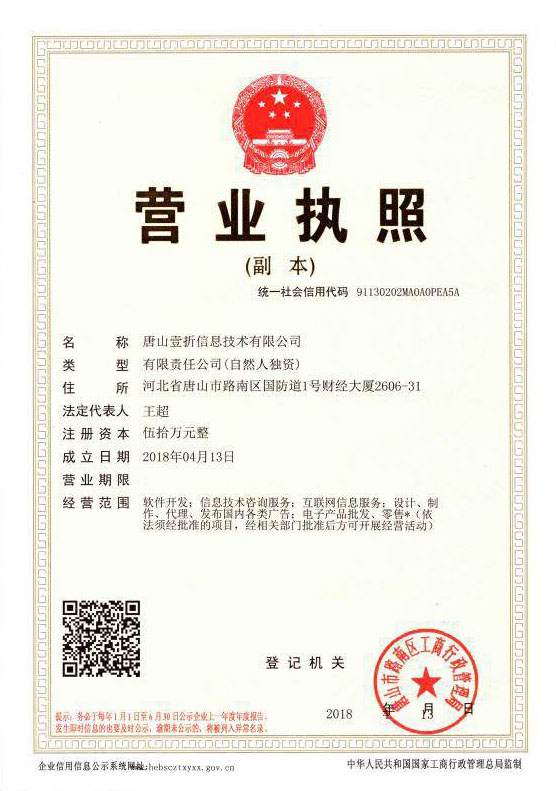 营业执照
(副 本)
统一社会信用代码 91130202MA0A0PEA5A
名 称 唐山壹折信息技术有限公司
类 型 有限责任公司(自然人独资)
住 所 河北省唐山市路南区国防道1号财经大厦2606-31
法定代表人 王超
注册资本 伍拾万元整
成立日期 2018年04月13日
营业期限
经营范围 软件开发；信息技术咨询服务；互联网信息服务；设计、制
作、代理、发布国内各类广告；电子产品批发、零售*（依
法须经批准的项目，经相关部门批准后方可开展经营活动）
登记机关
唐山市路南区工商行政管理局
2018 年 月 13 日
提示：务必于每年1月1日至6月30日公示企业上一年度年度报告。
发生即时信息的也要及时公示，逾期未公示的，将被列入异常名录。
企业信用信息公示系统网址:www.hebscztxyxx.gov.cn
中华人民共和国国家工商行政管理总局监制